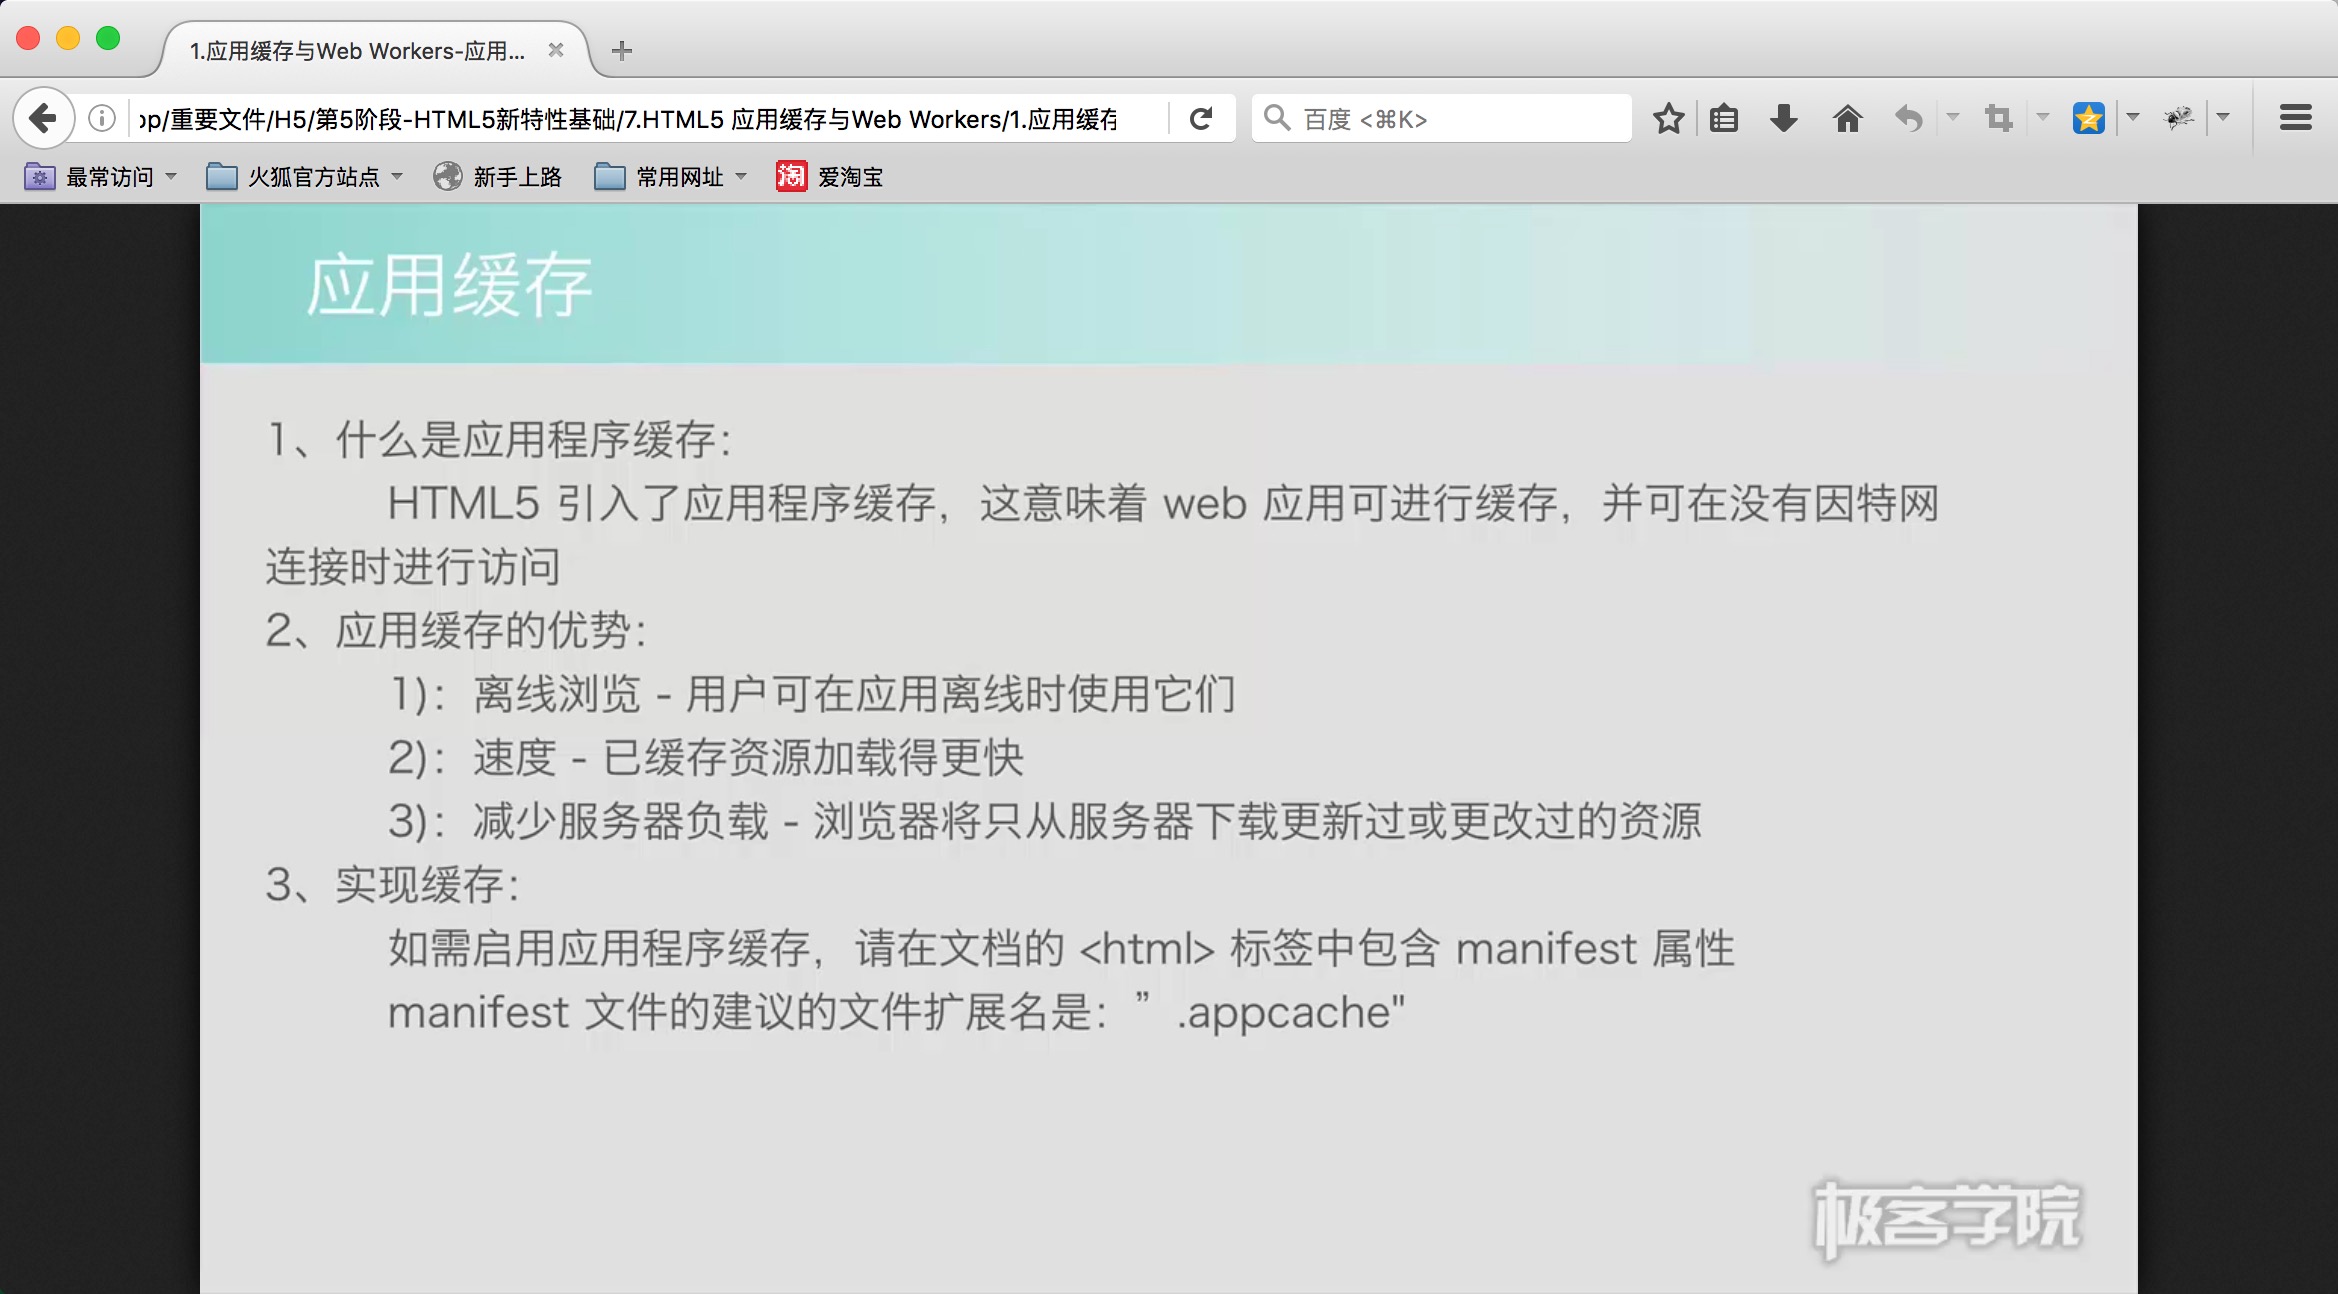 1.应用缓存与Web Workers-应用...
pp/重要文件/H5/第5阶段-HTML5新特性基础/7.HTML5 应用缓存与Web Workers/1.应用缓存
百度 <⌘K>
最常访问
火狐官方站点
新手上路
常用网址
淘
爱淘宝
应用缓存
1、什么是应用程序缓存：
HTML5 引入了应用程序缓存，这意味着 web 应用可进行缓存，并可在没有因特网
连接时进行访问
2、应用缓存的优势：
1)：离线浏览 - 用户可在应用离线时使用它们
2)：速度 - 已缓存资源加载得更快
3)：减少服务器负载 - 浏览器将只从服务器下载更新过或更改过的资源
3、实现缓存：
如需启用应用程序缓存，请在文档的 <html> 标签中包含 manifest 属性
manifest 文件的建议的文件扩展名是：” .appcache"
极客学院